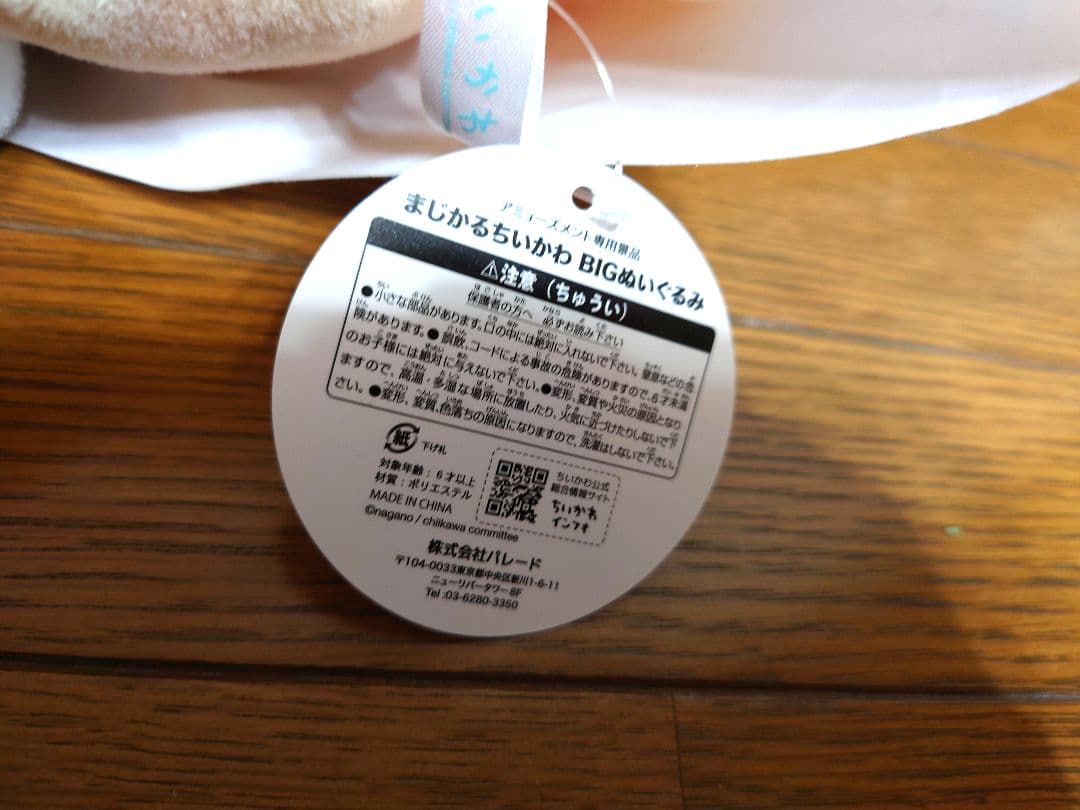 いかわ
アミューズメント専用景品
まじかるちいかわ BIGぬいぐるみ
⚠注意（ちゅうい）
保護者の方へ 必ずお読み下さい
●小さな部品があります。口の中には絶対に入れないで下さい。窒息などの危
険があります。●誤飲、コードによる事故の危険がありますので、6才未満
のお子様には絶対に与えないで下さい。●変形、変質や火災の原因となり
ますので、高温・多湿な場所に放置したり、火気に近づけたりしないで下
さい。●変形、変質、色落ちの原因になりますので、洗濯はしないで下さい。
紙 下げ札
対象年齢：6才以上
材質：ポリエステル
MADE IN CHINA
©nagano / chiikawa committee
ちいかわ公式
総合情報サイト
ちいかわ
インフォ
株式会社パレード
〒104-0033東京都中央区新川1-6-11
ニューリバータワー8F
Tel :03-6280-3350